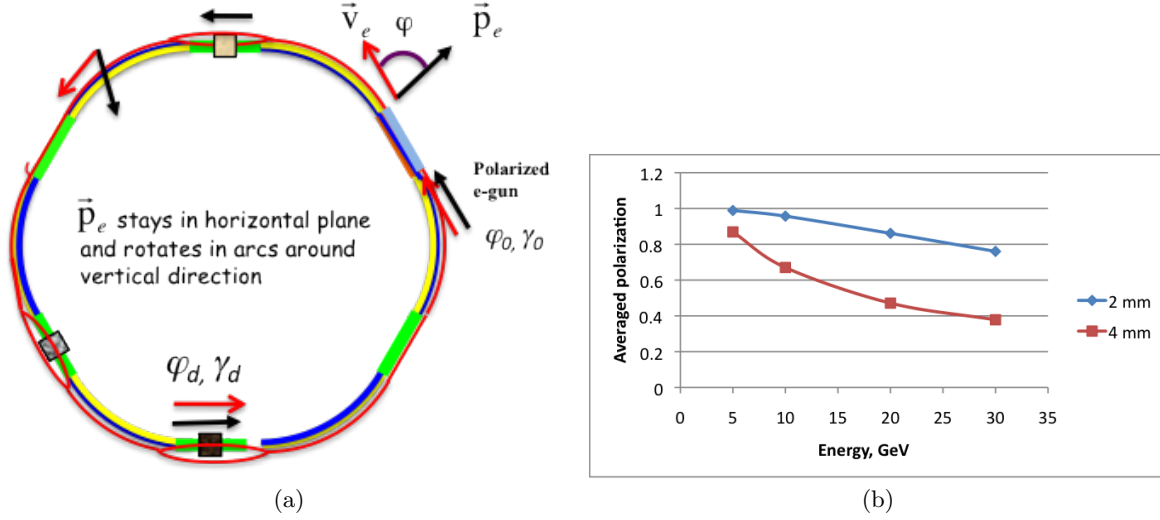 v⃗e φ p⃗e
Polarized
e-gun
φ0, γ0
p⃗e stays in horizontal plane
and rotates in arcs around
vertical direction
φd, γd
(a)
Averaged polarization
1.2
1
0.8
0.6
0.4
0.2
0
0 5 10 15 20 25 30 35
Energy, GeV
2 mm
4 mm
(b)